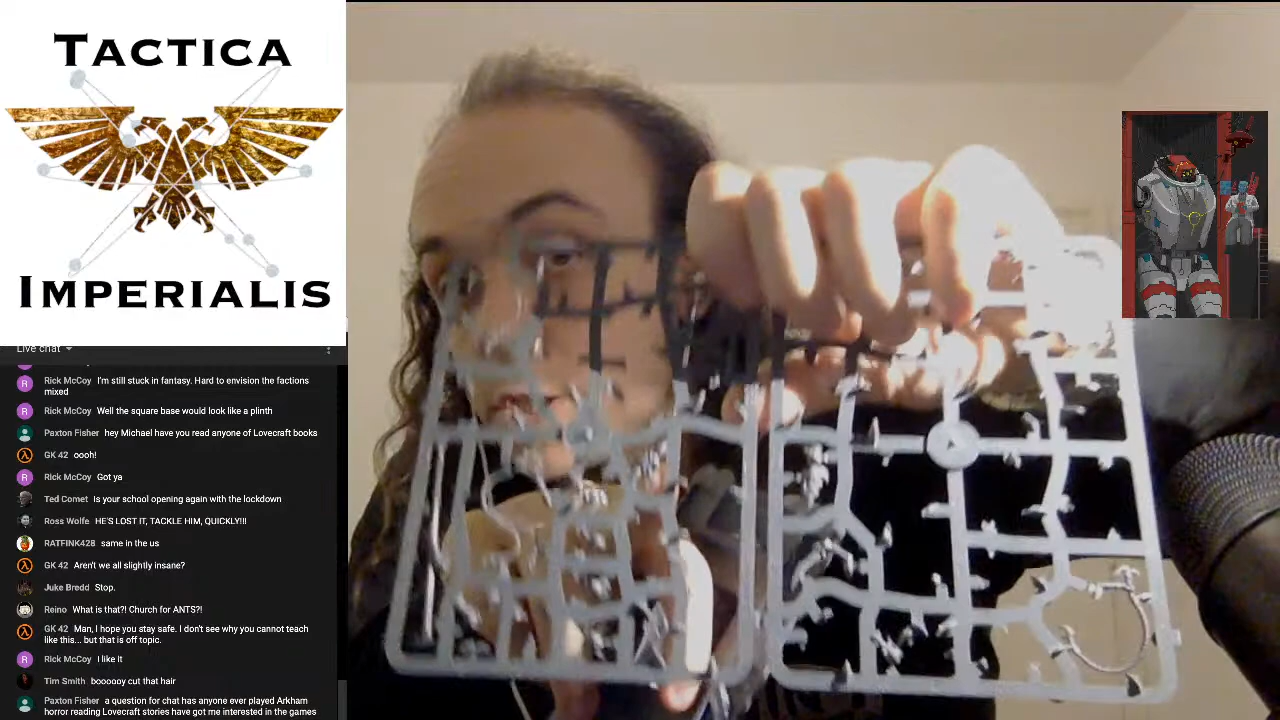 TACTICA
IMPERIALIS
Live chat
Rick McCoy I'm still stuck in fantasy. Hard to envision the factions
mixed
Rick McCoy Well the square base would look like a plinth
Paxton Fisher hey Michael have you read anyone of Lovecraft books
GK 42 oooh!
Rick McCoy Got ya
Ted Comet Is your school opening again with the lockdown
Ross Wolfe HE'S LOST IT, TACKLE HIM, QUICKLY!!!
RATFINK428 same in the us
GK 42 Aren't we all slightly insane?
Juke Bredd Stop.
Reino What is that?! Church for ANTS?!
GK 42 Man, I hope you stay safe. I don't see why you cannot teach
like this... but that is off topic.
Rick McCoy I like It
Tim Smith boooooy cut that hair
Paxton Fisher a question for chat has anyone ever played Arkham
horror reading Lovecraft stories have got me interested in the games